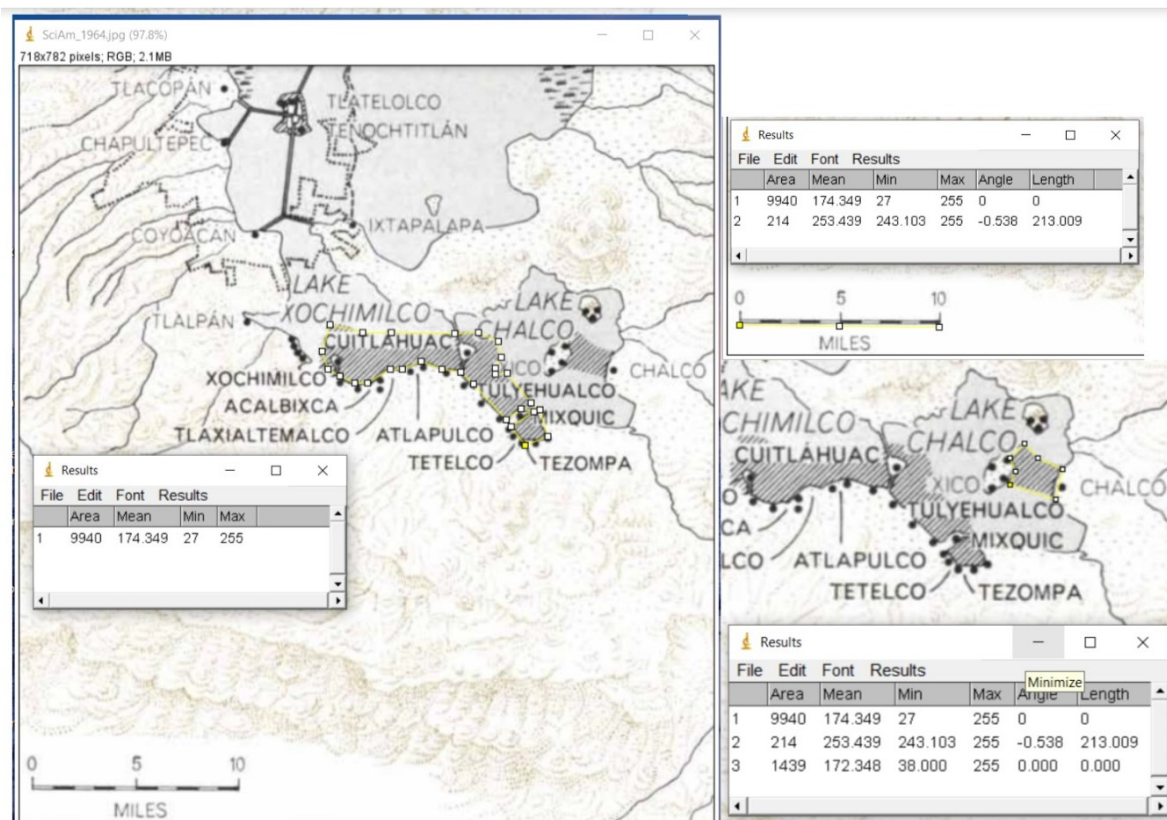 SciAm_1964.jpg (97.8%)
718x782 pixels; RGB; 2.1MB
TLACOPÁN
TLATELOLCO
TENOCHTITLÁN
CHAPULTEPEC
IXTAPALAPA
COYOACÁN
LAKE
XOCHIMILCO
LAKE
CHALCO
TLALPÁN
CUITLÁHUAC
XICO
CHALCO
XOCHIMILCO
TULYEHUALCO
ACALBIXCA
MIXQUIC
TLAXIALTEMALCO
ATLAPULCO
TETELCO
TEZOMPA
Results
File Edit Font Results
Area Mean Min Max
1 9940 174.349 27 255
0 5 10
MILES
Results
File Edit Font Results
Area Mean Min Max Angle Length
1 9940 174.349 27 255 0 0
2 214 253.439 243.103 255 -0.538 213.009
0 5 10
MILES
AKE
CHIMILCO
LAKE
CHALCO
CUITLÁHUAC
XICO
CHALCO
O
TULYEHUALCO
CA
MIXQUIC
LCO
ATLAPULCO
TETELCO
TEZOMPA
Results
File Edit Font Results
Minimize
Area Mean Min Max Angle Length
1 9940 174.349 27 255 0 0
2 214 253.439 243.103 255 -0.538 213.009
3 1439 172.348 38.000 255 0.000 0.000